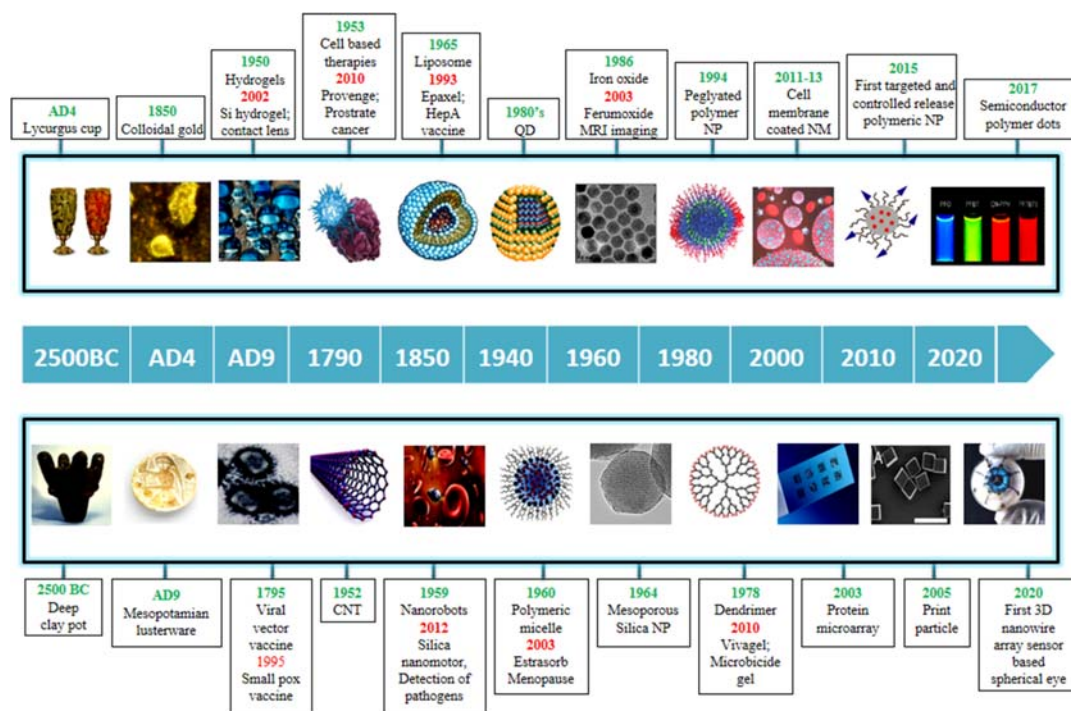 AD4
Lycurgus cup
1850
Colloidal gold
1950
Hydrogels
2002
Si hydrogel;
contact lens
1953
Cell based
therapies
2010
Provenge;
Prostrate
cancer
1965
Liposome
1993
Epaxel;
HepA
vaccine
1980's
QD
1986
Iron oxide
2003
Ferumoxide
MRI imaging
1994
Peglyated
polymer
NP
2011-13
Cell
membrane
coated NM
2015
First targeted and
controlled release
polymeric NP
2017
Semiconductor
polymer dots
2500BC
AD4
AD9
1790
1850
1940
1960
1980
2000
2010
2020
2500 BC
Deep
clay pot
AD9
Mesopotamian
lusterware
1795
Viral
vector
vaccine
1995
Small pox
vaccine
1952
CNT
1959
Nanorobots
2012
Silica
nanomotor,
Detection of
pathogens
1960
Polymeric
micelle
2003
Estrasorb
Menopause
1964
Mesoporous
Silica NP
1978
Dendrimer
2010
Vivagel;
Microbicide
gel
2003
Protein
microarray
2005
Print
particle
2020
First 3D
nanowire
array sensor
based
spherical eye